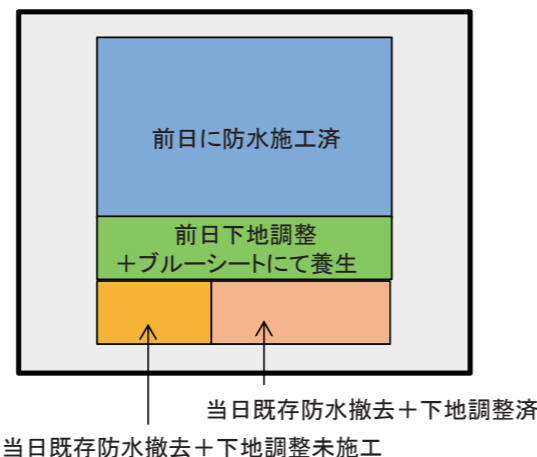 前日に防水施工済
前日下地調整
＋ブルーシートにて養生
当日既存防水撤去＋下地調整済
当日既存防水撤去＋下地調整未施工